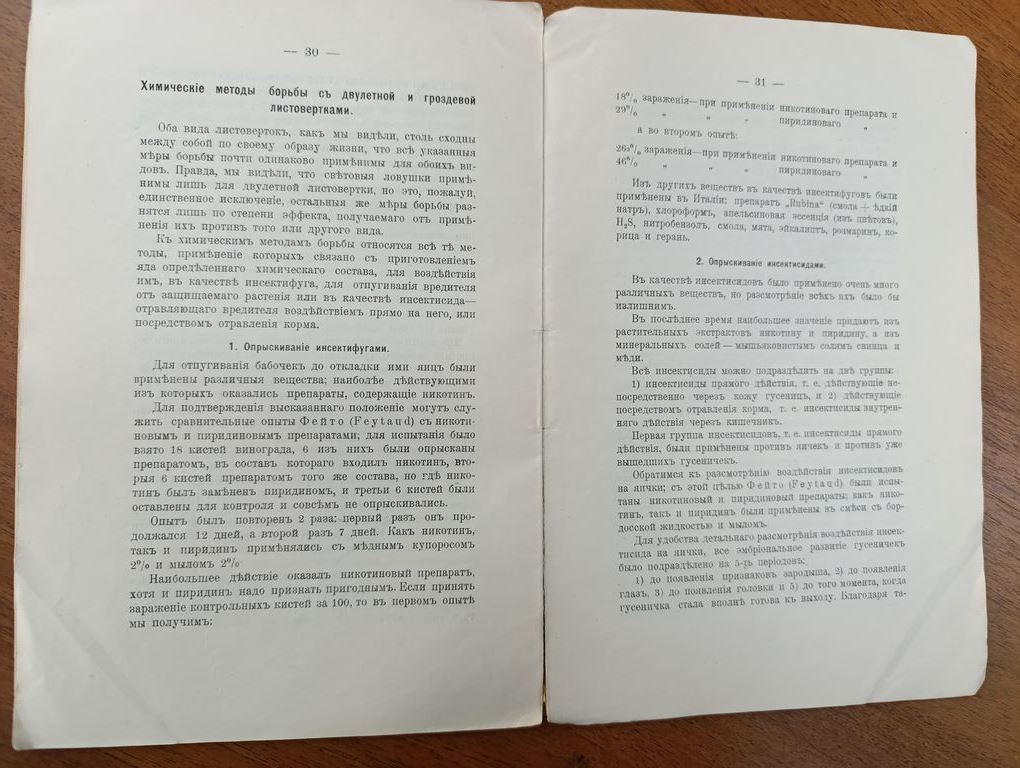 — 30 —
Химическіе методы борьбы съ двулетной и гроздевой
листовертками.
Оба вида листовертокъ, какъ мы видѣли, столь сходны
между собой по своему образу жизни, что всѣ указанныя
мѣры борьбы почти одинаково примѣнимы для обоихъ ви-
довъ. Правда, мы видѣли, что свѣтовыя ловушки примѣ-
нимы лишь для двулетной листовертки, но это, пожалуй,
единственное исключеніе, остальныя же мѣры борьбы раз-
нятся лишь по степени эффекта, получаемаго отъ примѣ-
ненія ихъ противъ того или другого вида.
Къ химическимъ методамъ борьбы относятся всѣ тѣ ме-
тоды, примѣненіе которыхъ связано съ приготовленіемъ
яда опредѣленнаго химическаго состава, для воздѣйствія
имъ, въ качествѣ инсектифуга, для отпугиванія вредителя
отъ защищаемаго растенія или въ качествѣ инсектисида—
отравляющаго вредителя воздѣйствіемъ прямо на него, или
посредствомъ отравленія корма.
1. Опрыскиваніе инсектифугами.
Для отпугиванія бабочекъ до откладки ими яицъ были
примѣнены различныя вещества; наиболѣе дѣйствующими
изъ которыхъ оказались препараты, содержащіе никотинъ.
Для подтвержденія высказаннаго положеніе могутъ слу-
жить сравнительные опыты Фейто (Feytaud) съ никоти-
новымъ и пиридиновымъ препаратами; для испытанія было
взято 18 кистей винограда, 6 изъ нихъ были опрысканы
препаратомъ, въ составъ котораго входилъ никотинъ, вто-
рыя 6 кистей препаратомъ того же состава, но гдѣ нико-
тинъ былъ замѣненъ пиридиномъ, и третьи 6 кистей были
оставлены для контроля и совсѣмъ не опрыскивались.
Опытъ былъ повторенъ 2 раза: первый разъ онъ про-
должался 12 дней, а второй разъ 7 дней. Какъ никотинъ,
такъ и пиридинъ примѣнялись съ мѣднымъ купоросомъ
2% и мыломъ 2%
Наибольшее дѣйствіе оказалъ никотиновый препаратъ,
хотя и пиридинъ надо признать пригоднымъ. Если принять
зараженіе контрольныхъ кистей за 100, то въ первомъ опытѣ
мы получимъ:
— 31 —
18% зараженія—при примѣненіи никотиноваго препарата и
29% „ „ „ пиридиноваго „
а во второмъ опытѣ:
26% зараженія—при примѣненіи никотиноваго препарата и
46% „ „ „ пиридиноваго „
Изъ другихъ веществъ въ качествѣ инсектифуговъ были
примѣнены въ Италіи: препаратъ „Rubina“ (смола + ѣдкій
натръ), хлороформъ, апельсиновая эссенція (изъ цвѣтовъ),
H₂S, нитробензолъ, смола, мята, эйкалиптъ, розмаринъ, ко-
рица и герань.
2. Опрыскиваніе инсектисидами.
Въ качествѣ инсектисидовъ было примѣнено очень много
различныхъ веществъ, но разсмотрѣніе всѣхъ ихъ было бы
излишнимъ.
Въ послѣднее время наибольшее значеніе придаютъ изъ
растительныхъ экстрактовъ никотину и пиридину, а изъ
минеральныхъ солей — мышьяковистымъ солямъ свинца и
мѣди.
Всѣ инсектисиды можно подраздѣлить на двѣ группы:
1) инсектисиды прямого дѣйствія, т. е. дѣйствующіе не-
посредственно черезъ кожу гусеницъ, и 2) дѣйствующіе
посредствомъ отравленія корма, т. е. инсектисиды внутрен-
няго дѣйствія черезъ кишечникъ.
Первая группа инсектисидовъ, т. е. инсектисиды прямого
дѣйствія, были примѣнены противъ яичекъ и противъ уже
вышедшихъ гусеничекъ.
Обратимся къ разсмотрѣнію воздѣйствія инсектисидовъ
на яички; съ этой цѣлью Фейто (Feytaud) были испы-
таны никотиновый и пиридиновый препараты; какъ нико-
тинъ, такъ и пиридинъ были примѣнены въ смѣси съ бор-
досской жидкостью и мыломъ.
Для удобства детальнаго разсмотрѣнія воздѣйствія инсек-
тисида на яички, все эмбріональное развитіе гусеничекъ
было подраздѣлено на 5-ть періодовъ:
1) до появленія признаковъ зародыша, 2) до появленія
глазъ, 3) до появленія головки и 5) до того момента, когда
гусеничка стала вполнѣ готова къ выходу. Благодаря та-